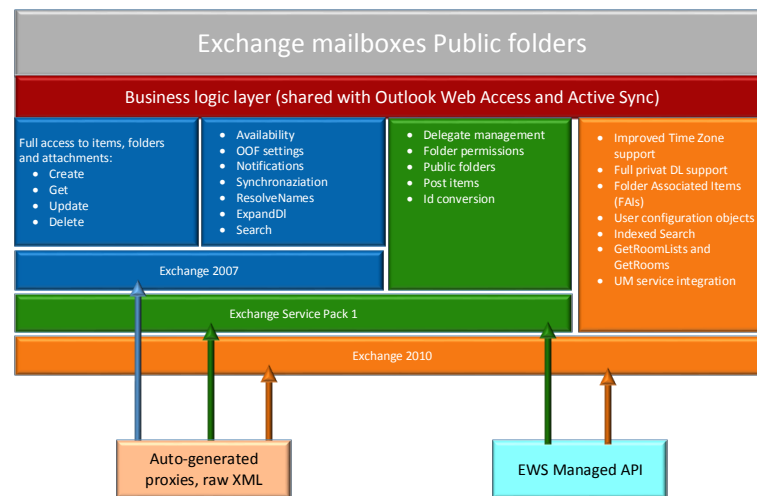 Exchange mailboxes Public folders
Business logic layer (shared with Outlook Web Access and Active Sync)
Full access to items, folders
and attachments:
• Create
• Get
• Update
• Delete
• Availability
• OOF settings
• Notifications
• Synchronaziation
• ResolveNames
• ExpandDl
• Search
• Delegate management
• Folder permissions
• Public folders
• Post items
• Id conversion
• Improved Time Zone
support
• Full privat DL support
• Folder Associated Items
(FAIs)
• User configuration objects
• Indexed Search
• GetRoomLists and
GetRooms
• UM service integration
Exchange 2007
Exchange Service Pack 1
Exchange 2010
Auto-generated
proxies, raw XML
EWS Managed API